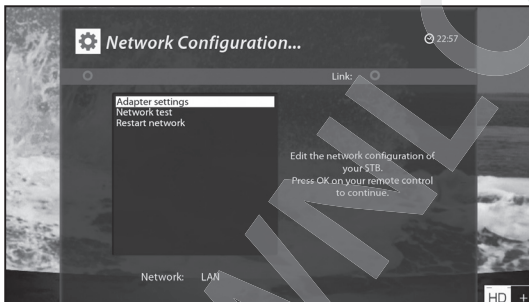 Network Configuration...
22:57
Link:
Adapter settings
Network test
Restart network
Edit the network configuration of
your STB.
Press OK on your remote control
to continue.
Network: LAN
HD +